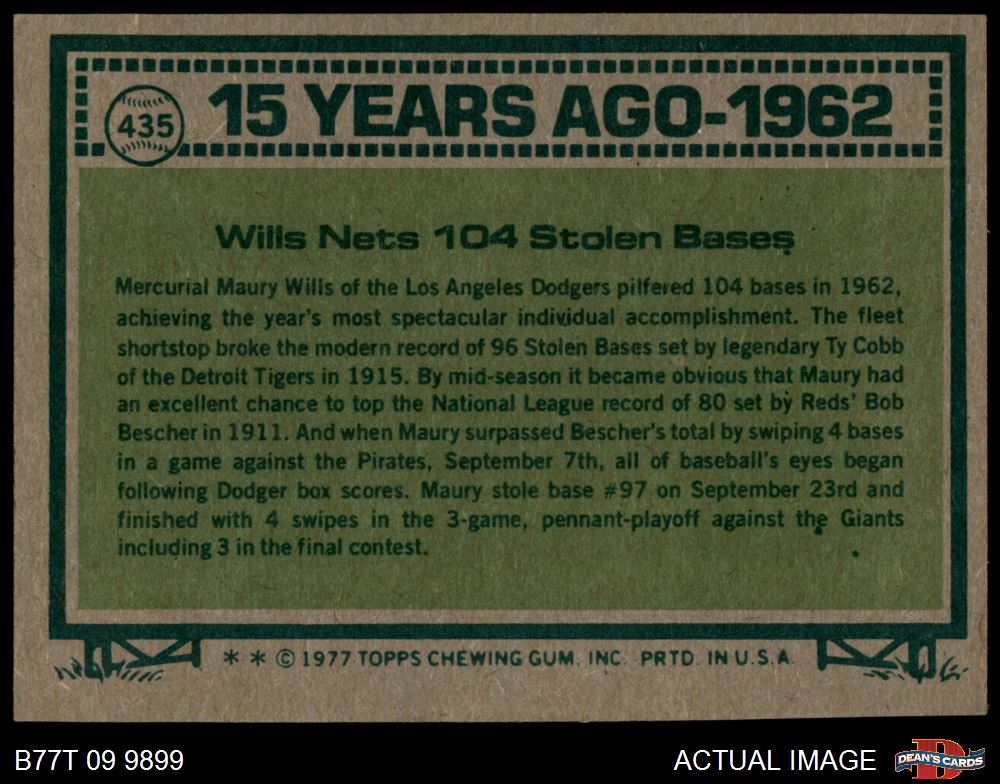 435
15 YEARS AGO-1962
Wills Nets 104 Stolen Bases
Mercurial Maury Wills of the Los Angeles Dodgers pilfered 104 bases in 1962,
achieving the year's most spectacular individual accomplishment. The fleet
shortstop broke the modern record of 96 Stolen Bases set by legendary Ty Cobb
of the Detroit Tigers in 1915. By mid-season it became obvious that Maury had
an excellent chance to top the National League record of 80 set by Reds' Bob
Bescher in 1911. And when Maury surpassed Bescher's total by swiping 4 bases
in a game against the Pirates, September 7th, all of baseball's eyes began
following Dodger box scores. Maury stole base #97 on September 23rd and
finished with 4 swipes in the 3-game, pennant-playoff against the Giants
including 3 in the final contest.
* * © 1977 TOPPS CHEWING GUM, INC. PRTD. IN U.S.A.
B77T 09 9899
ACTUAL IMAGE
D
DEAN'S CARDS